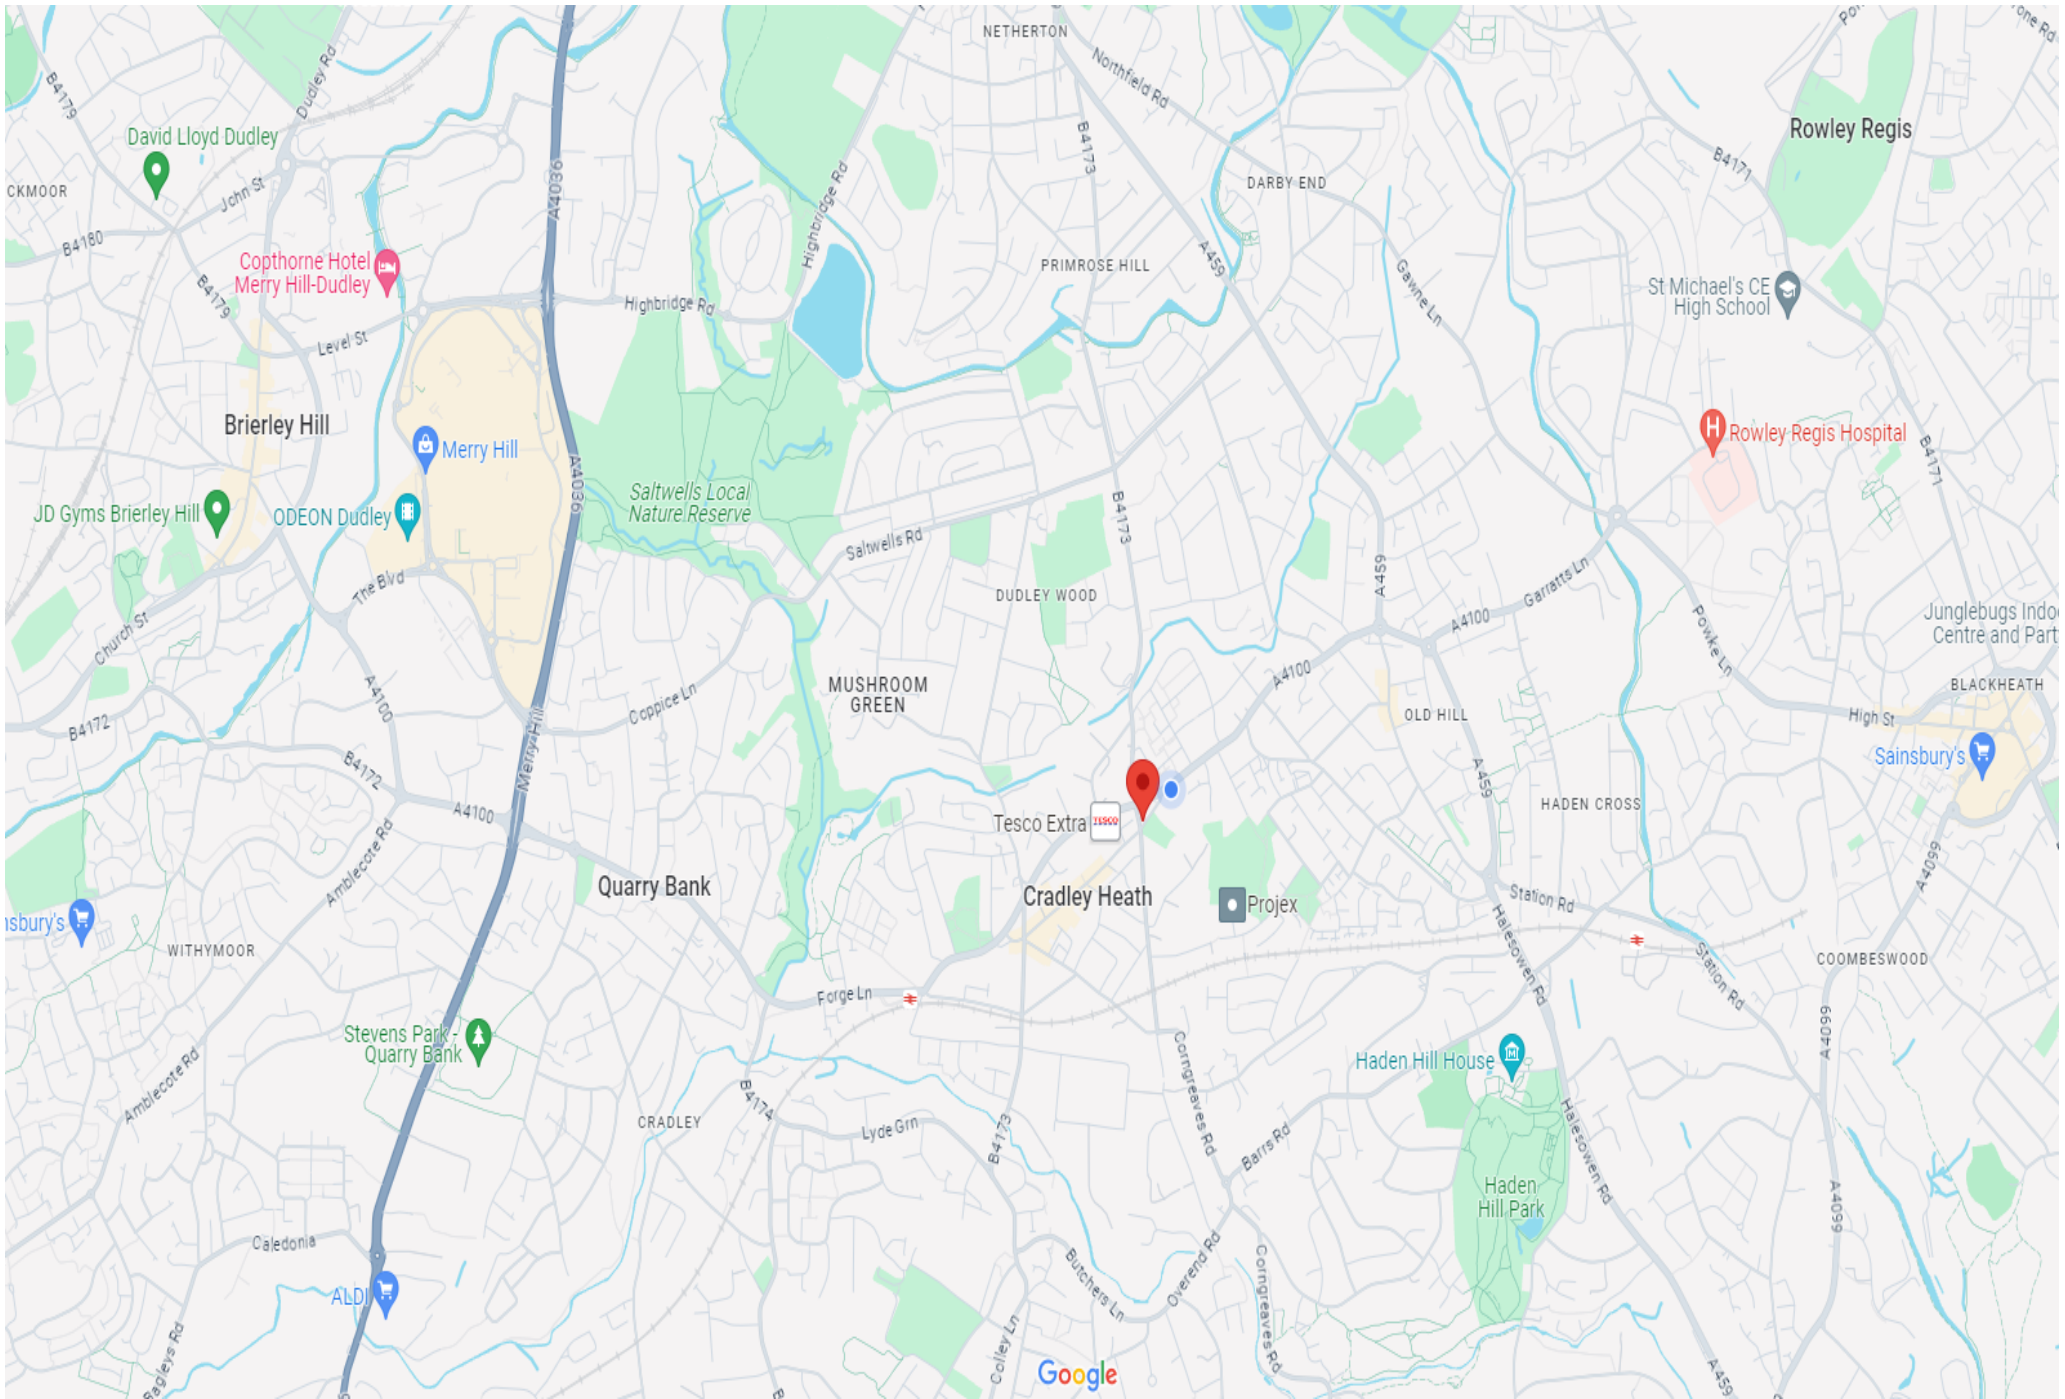 NETHERTON
Northfield Rd
Dudley Rd
B4179
David Lloyd Dudley
B4173
Rowley Regis
B4171
CKMOOR
John St
A4036
Highbridge Rd
DARBY END
B4180
Copthorne Hotel
Merry Hill-Dudley
B4179
PRIMROSE HILL
A459
Gawne Ln
St Michael's CE
High School
Highbridge Rd
Level St
Brierley Hill
Merry Hill
Rowley Regis Hospital
B4171
A4036
Saltwells Local
Nature Reserve
JD Gyms Brierley Hill
ODEON Dudley
B4173
Saltwells Rd
The Blvd
DUDLEY WOOD
A459
Garratts Ln
A4100
Junglebugs Indo
Centre and Part
Church St
Powke Ln
A4100
A4100
MUSHROOM
GREEN
Coppice Ln
BLACKHEATH
B4172
OLD HILL
High St
Merry Hill
Sainsbury's
B4172
A459
HADEN CROSS
A4100
Tesco Extra
TESCO
Amblecote Rd
A4099
Quarry Bank
Cradley Heath
Projex
Station Rd
nsbury's
WITHYMOOR
Halesowen Rd
COOMBESWOOD
Station Rd
Forge Ln
Stevens Park -
Quarry Bank
A4099
Corngreaves Rd
Haden Hill House
Amblecote Rd
B4174
CRADLEY
Lyde Grn
B4173
Barrs Rd
Halesowen Rd
Haden
Hill Park
A4099
Caledonia
Overend Rd
Butchers Ln
Corngreaves Rd
ALDI
Bagleys Rd
Colley Ln
A459
Google